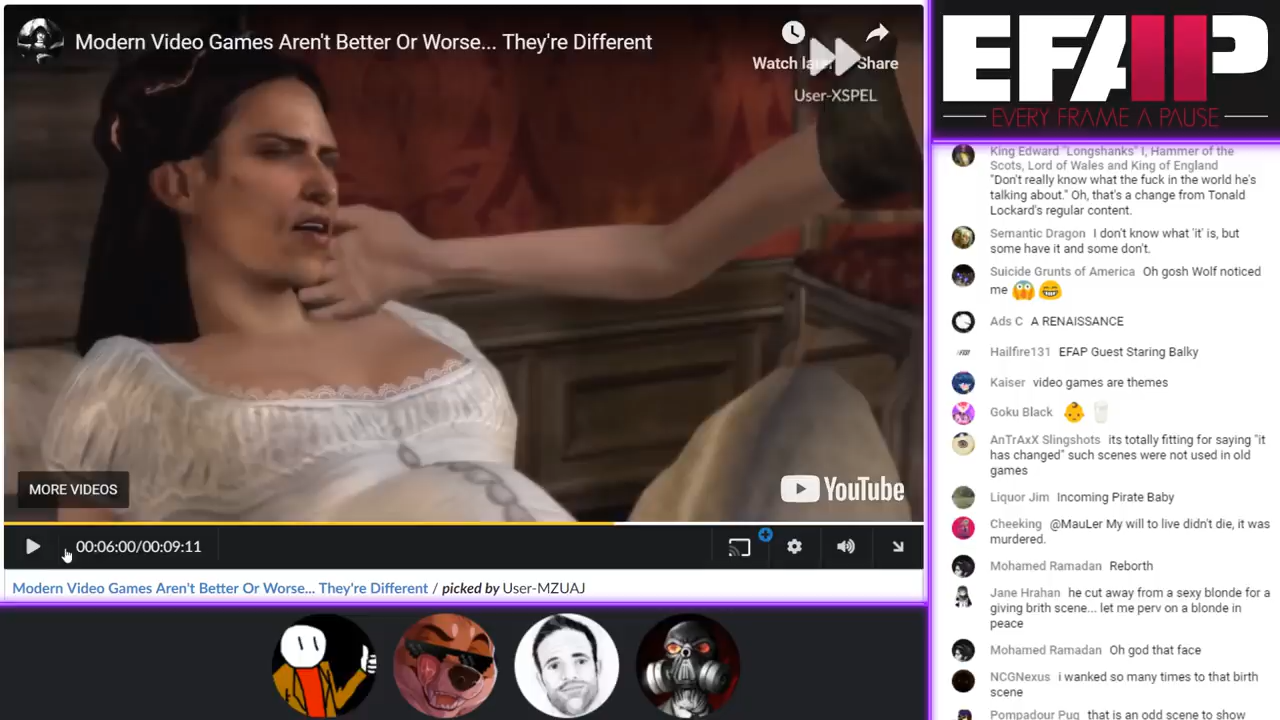 Modern Video Games Aren't Better Or Worse... They're Different
Watch later
Share
User-XSPEL
MORE VIDEOS
YouTube
00:06:00/00:09:11
Modern Video Games Aren't Better Or Worse... They're Different / picked by User-MZUAJ
EFAP
EVERY FRAME A PAUSE
King Edward "Longshanks" I, Hammer of the
Scots, Lord of Wales and King of England
"Don't really know what the fuck in the world he's
talking about." Oh, that's a change from Tonald
Lockard's regular content.
Semantic Dragon I don't know what 'it' is, but
some have it and some don't.
Suicide Grunts of America Oh gosh Wolf noticed
me 😱 😁
Ads C A RENAISSANCE
Hailfire131 EFAP Guest Staring Balky
Kaiser video games are themes
Goku Black 👶 🥛
AnTrAxX Slingshots its totally fitting for saying "it
has changed" such scenes were not used in old
games
Liquor Jim Incoming Pirate Baby
Cheeking @MauLer My will to live didn't die, it was
murdered.
Mohamed Ramadan Reborth
Jane Hrahan he cut away from a sexy blonde for a
giving brith scene... let me perv on a blonde in
peace
Mohamed Ramadan Oh god that face
NCGNexus i wanked so many times to that birth
scene
Pompadour Pug that is an odd scene to show